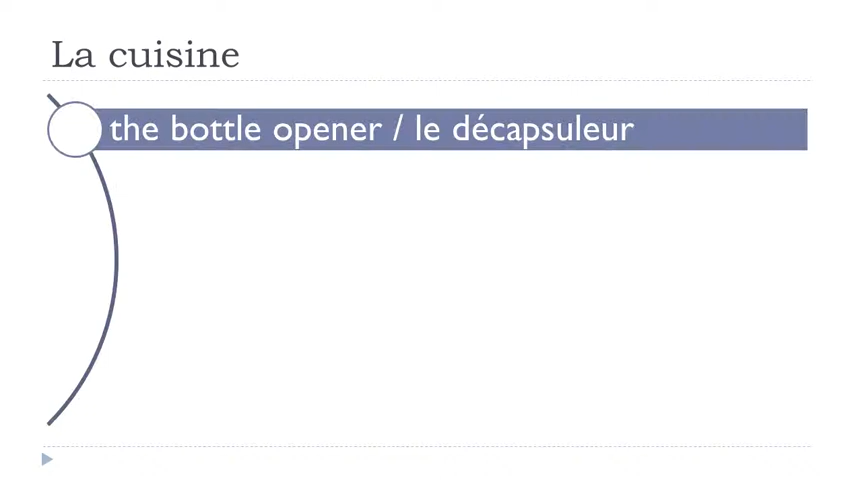 La cuisine
the bottle opener / le décapsuleur